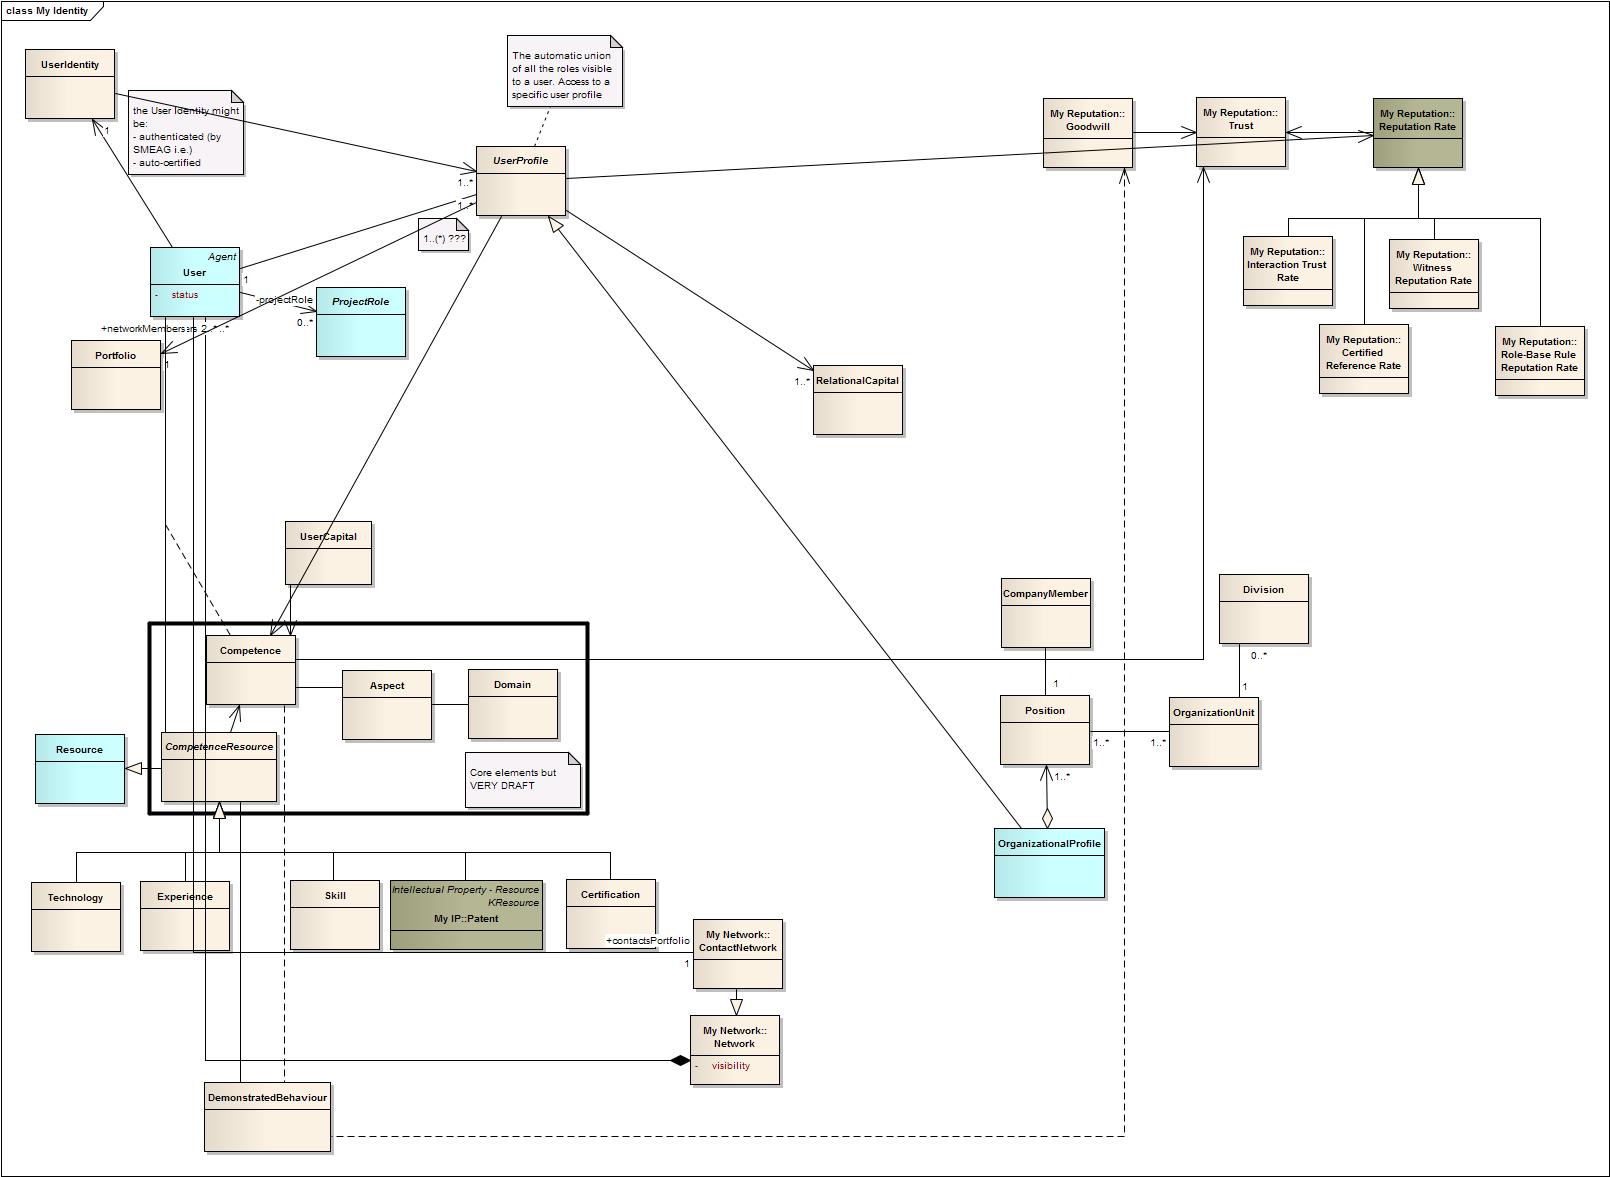 class My Identity
UserIdentity
the User Identity might
be:
- authenticated (by
SMEAG i.e.)
- auto-certified
1
The automatic union
of all the roles visible
to a user. Access to a
specific user profile
UserProfile
1..*
1..*
1..(*) ???
My Reputation::
Goodwill
My Reputation::
Trust
My Reputation::
Reputation Rate
My Reputation::
Interaction Trust
Rate
My Reputation::
Witness
Reputation Rate
My Reputation::
Certified
Reference Rate
My Reputation::
Role-Base Rule
Reputation Rate
Agent
User
- status
1
-projectRole
0..*
ProjectRole
+networkMembers
2..*
Portfolio
1
1..*
RelationalCapital
UserCapital
CompanyMember
Division
0..*
1
1
Competence
Aspect
Domain
Position
1..*
1..*
OrganizationUnit
1..*
Resource
CompetenceResource
Core elements but
VERY DRAFT
OrganizationalProfile
Technology
Experience
Skill
Intellectual Property - Resource
KResource
My IP::Patent
Certification
+contactsPortfolio
1
My Network::
ContactNetwork
My Network::
Network
- visibility
DemonstratedBehaviour